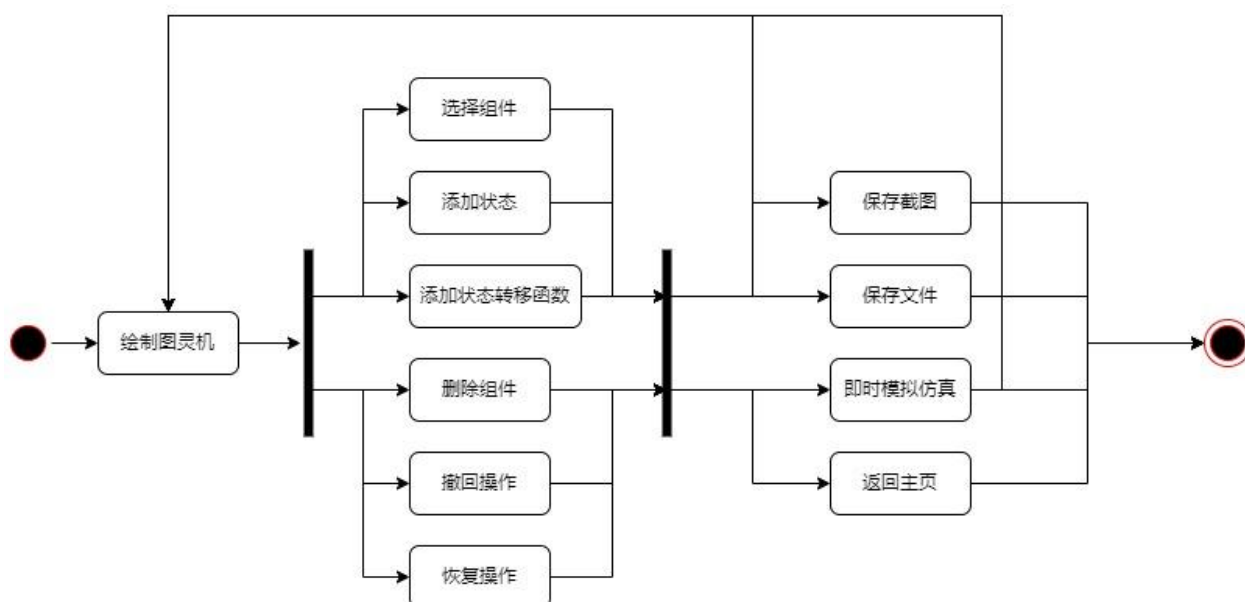 选择组件
添加状态
保存截图
添加状态转移函数
保存文件
绘制图灵机
删除组件
即时模拟仿真
撤回操作
返回主页
恢复操作